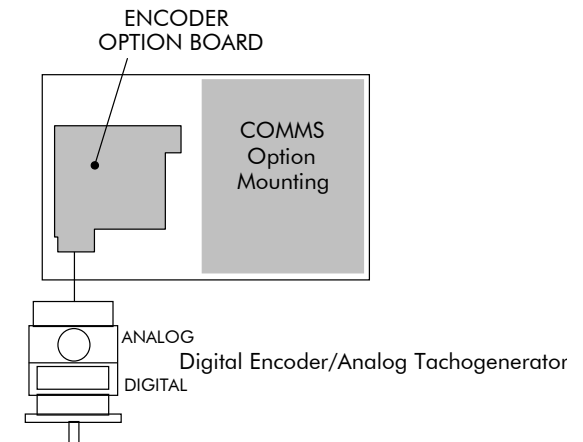 ENCODER
OPTION BOARD
COMMS
Option
Mounting
ANALOG
Digital Encoder/Analog Tachogenerator
DIGITAL